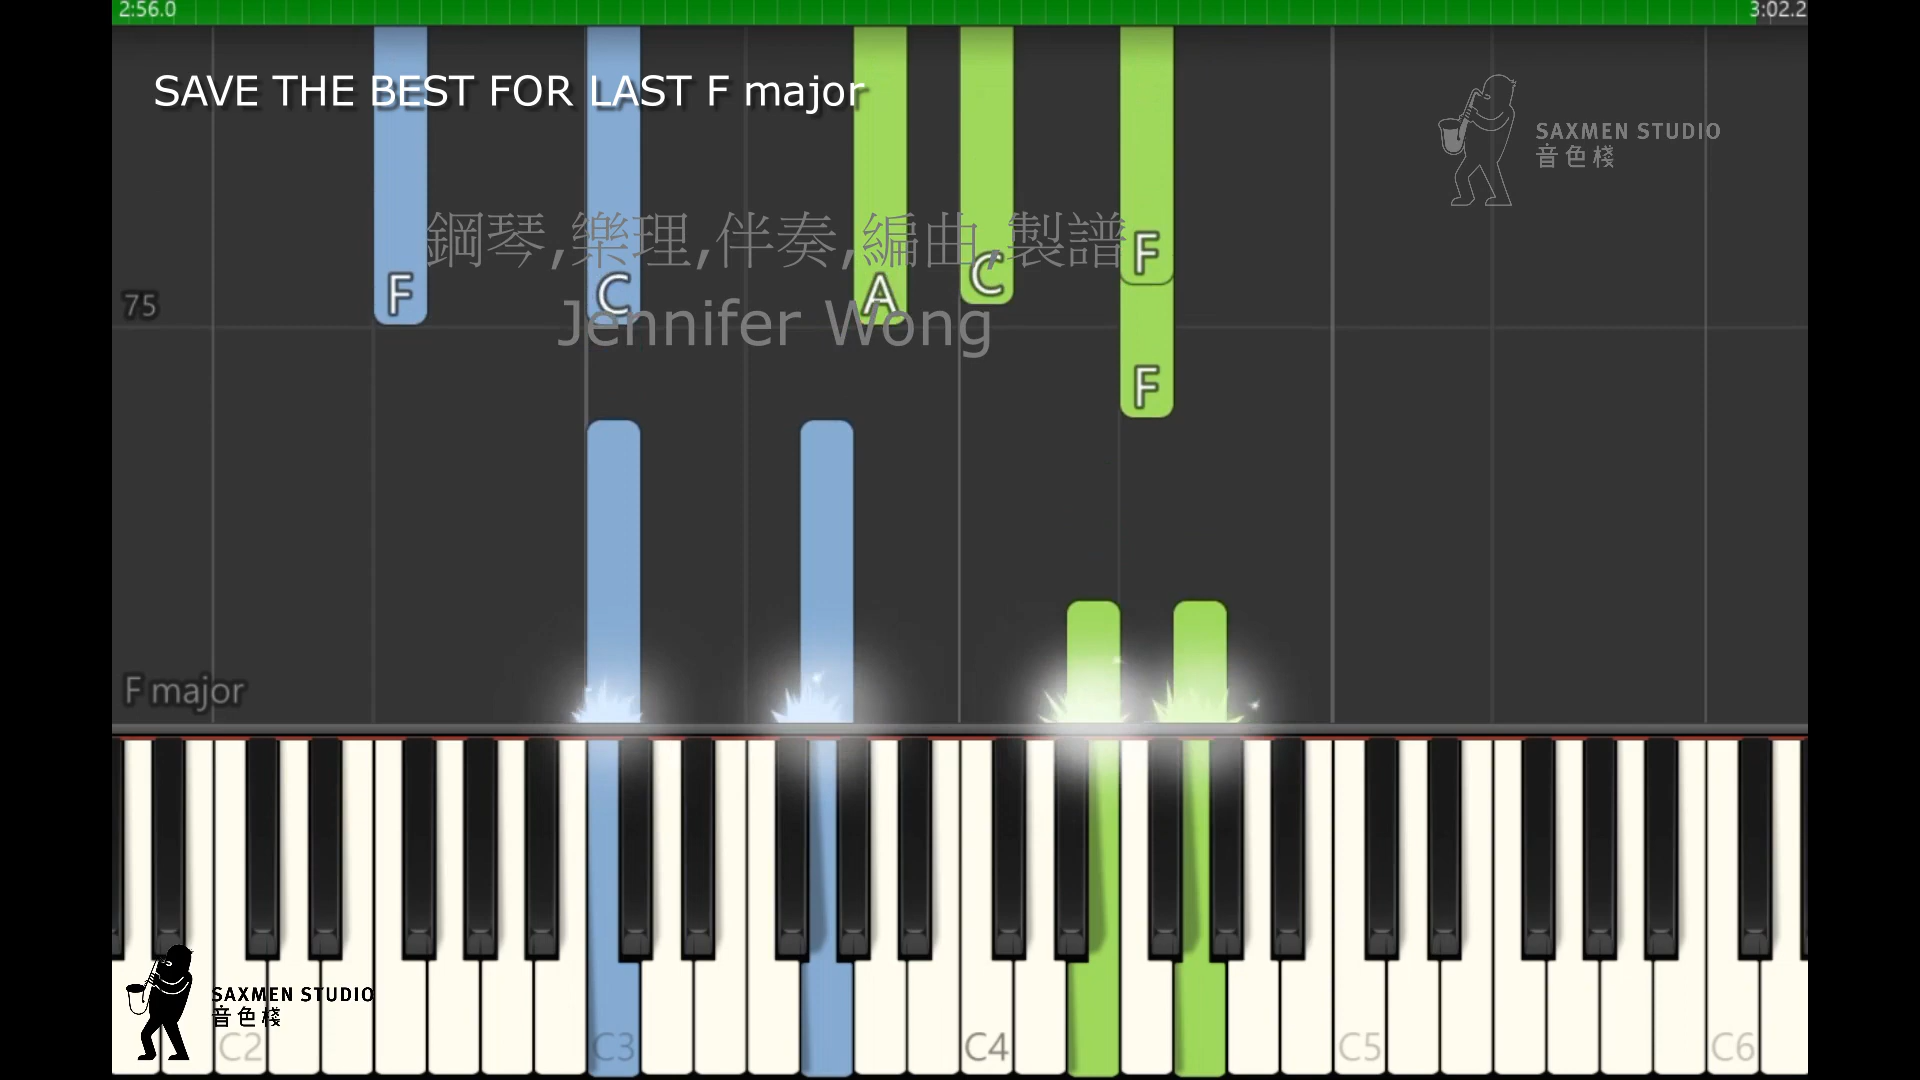 2:56.0
3:02.2
SAVE THE BEST FOR LAST F major
SAXMEN STUDIO
音色棧
鋼琴,樂理,伴奏,編曲,製譜
Jennifer Wong
F
C
A
C
F
75
F
F major
SAXMEN STUDIO
音色棧
C2
C3
C4
C5
C6